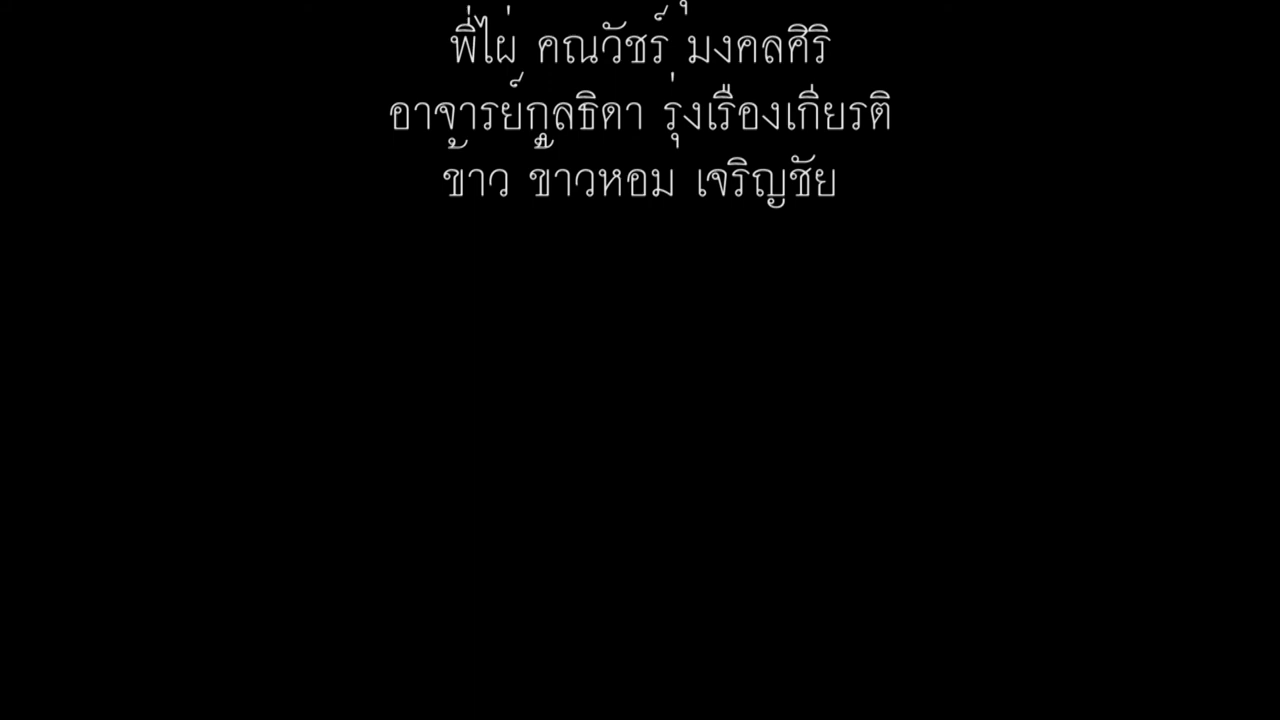 พี่ไผ่ คณวัชร์ มงคลศิริ
อาจารย์กุลธิดา รุ่งเรืองเกียรติ
ข้าว ข้าวหอม เจริญชัย